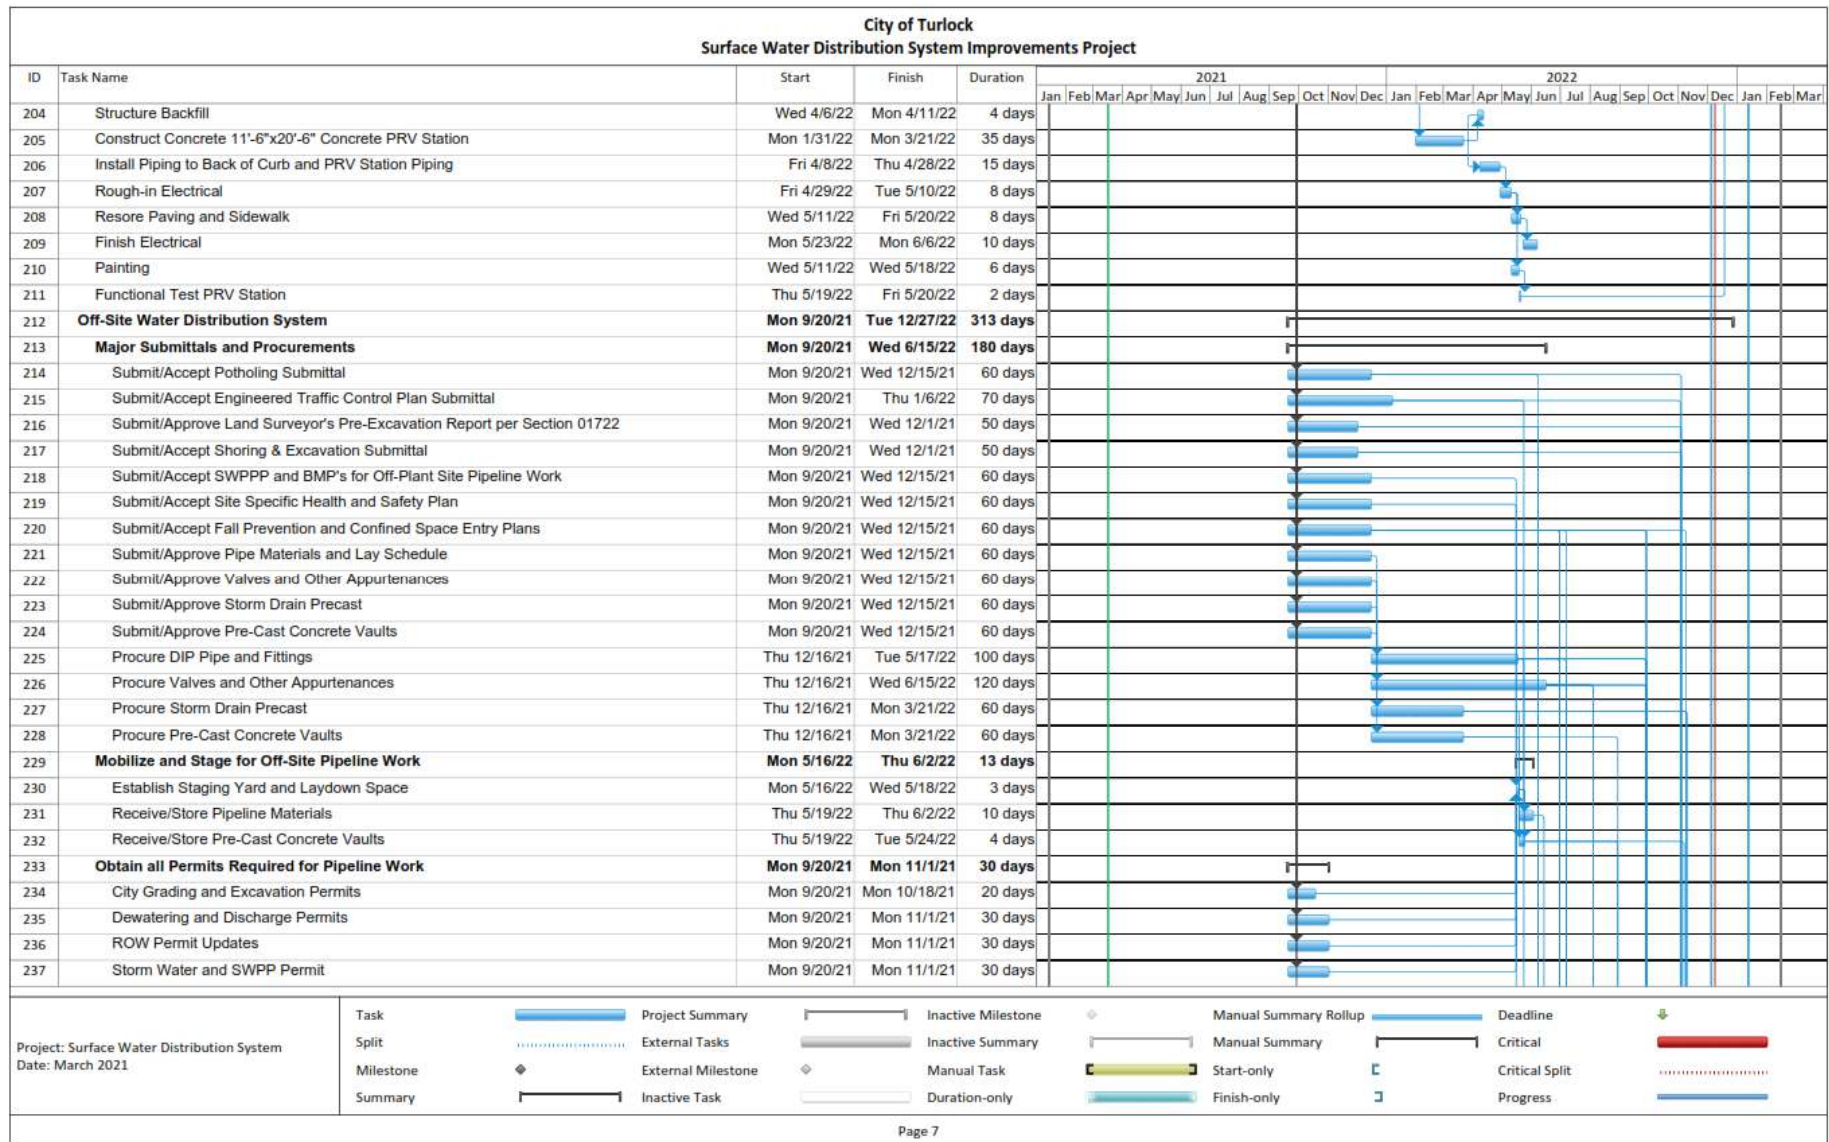 City of Turlock
Surface Water Distribution System Improvements Project
ID Task Name Start Finish Duration 2021 2022
Jan Feb Mar Apr May Jun Jul Aug Sep Oct Nov Dec Jan Feb Mar Apr May Jun Jul Aug Sep Oct Nov Dec Jan Feb Mar
204 Structure Backfill Wed 4/6/22 Mon 4/11/22 4 days
205 Construct Concrete 11'-6"x20'-6" Concrete PRV Station Mon 1/31/22 Mon 3/21/22 35 days
206 Install Piping to Back of Curb and PRV Station Piping Fri 4/8/22 Thu 4/28/22 15 days
207 Rough-in Electrical Fri 4/29/22 Tue 5/10/22 8 days
208 Resore Paving and Sidewalk Wed 5/11/22 Fri 5/20/22 8 days
209 Finish Electrical Mon 5/23/22 Mon 6/6/22 10 days
210 Painting Wed 5/11/22 Wed 5/18/22 6 days
211 Functional Test PRV Station Thu 5/19/22 Fri 5/20/22 2 days
212 Off-Site Water Distribution System Mon 9/20/21 Tue 12/27/22 313 days
213 Major Submittals and Procurements Mon 9/20/21 Wed 6/15/22 180 days
214 Submit/Accept Potholing Submittal Mon 9/20/21 Wed 12/15/21 60 days
215 Submit/Accept Engineered Traffic Control Plan Submittal Mon 9/20/21 Thu 1/6/22 70 days
216 Submit/Approve Land Surveyor's Pre-Excavation Report per Section 01722 Mon 9/20/21 Wed 12/1/21 50 days
217 Submit/Accept Shoring & Excavation Submittal Mon 9/20/21 Wed 12/1/21 50 days
218 Submit/Accept SWPPP and BMP's for Off-Plant Site Pipeline Work Mon 9/20/21 Wed 12/15/21 60 days
219 Submit/Accept Site Specific Health and Safety Plan Mon 9/20/21 Wed 12/15/21 60 days
220 Submit/Accept Fall Prevention and Confined Space Entry Plans Mon 9/20/21 Wed 12/15/21 60 days
221 Submit/Approve Pipe Materials and Lay Schedule Mon 9/20/21 Wed 12/15/21 60 days
222 Submit/Approve Valves and Other Appurtenances Mon 9/20/21 Wed 12/15/21 60 days
223 Submit/Approve Storm Drain Precast Mon 9/20/21 Wed 12/15/21 60 days
224 Submit/Approve Pre-Cast Concrete Vaults Mon 9/20/21 Wed 12/15/21 60 days
225 Procure DIP Pipe and Fittings Thu 12/16/21 Tue 5/17/22 100 days
226 Procure Valves and Other Appurtenances Thu 12/16/21 Wed 6/15/22 120 days
227 Procure Storm Drain Precast Thu 12/16/21 Mon 3/21/22 60 days
228 Procure Pre-Cast Concrete Vaults Thu 12/16/21 Mon 3/21/22 60 days
229 Mobilize and Stage for Off-Site Pipeline Work Mon 5/16/22 Thu 6/2/22 13 days
230 Establish Staging Yard and Laydown Space Mon 5/16/22 Wed 5/18/22 3 days
231 Receive/Store Pipeline Materials Thu 5/19/22 Thu 6/2/22 10 days
232 Receive/Store Pre-Cast Concrete Vaults Thu 5/19/22 Tue 5/24/22 4 days
233 Obtain all Permits Required for Pipeline Work Mon 9/20/21 Mon 11/1/21 30 days
234 City Grading and Excavation Permits Mon 9/20/21 Mon 10/18/21 20 days
235 Dewatering and Discharge Permits Mon 9/20/21 Mon 11/1/21 30 days
236 ROW Permit Updates Mon 9/20/21 Mon 11/1/21 30 days
237 Storm Water and SWPP Permit Mon 9/20/21 Mon 11/1/21 30 days
Project: Surface Water Distribution System
Date: March 2021
Task Project Summary Inactive Milestone Manual Summary Rollup Deadline
Split External Tasks Inactive Summary Manual Summary Critical
Milestone External Milestone Manual Task Start-only Critical Split
Summary Inactive Task Duration-only Finish-only Progress
Page 7